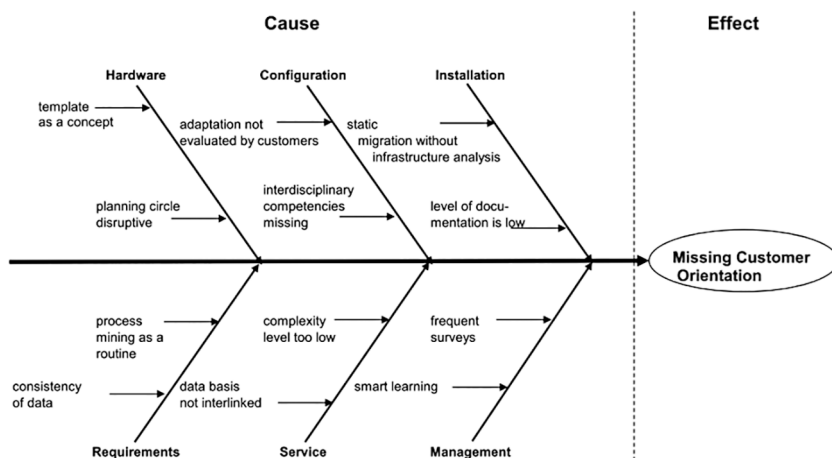 Cause
Effect
Hardware
Configuration
Installation
template
as a concept
adaptation not
evaluated by customers
static
migration without
infrastructure analysis
planning circle
disruptive
interdisciplinary
competencies
missing
level of docu-
mentation is low
Missing Customer
Orientation
process
mining as a
routine
complexity
level too low
frequent
surveys
consistency
of data
data basis
not interlinked
smart learning
Requirements
Service
Management